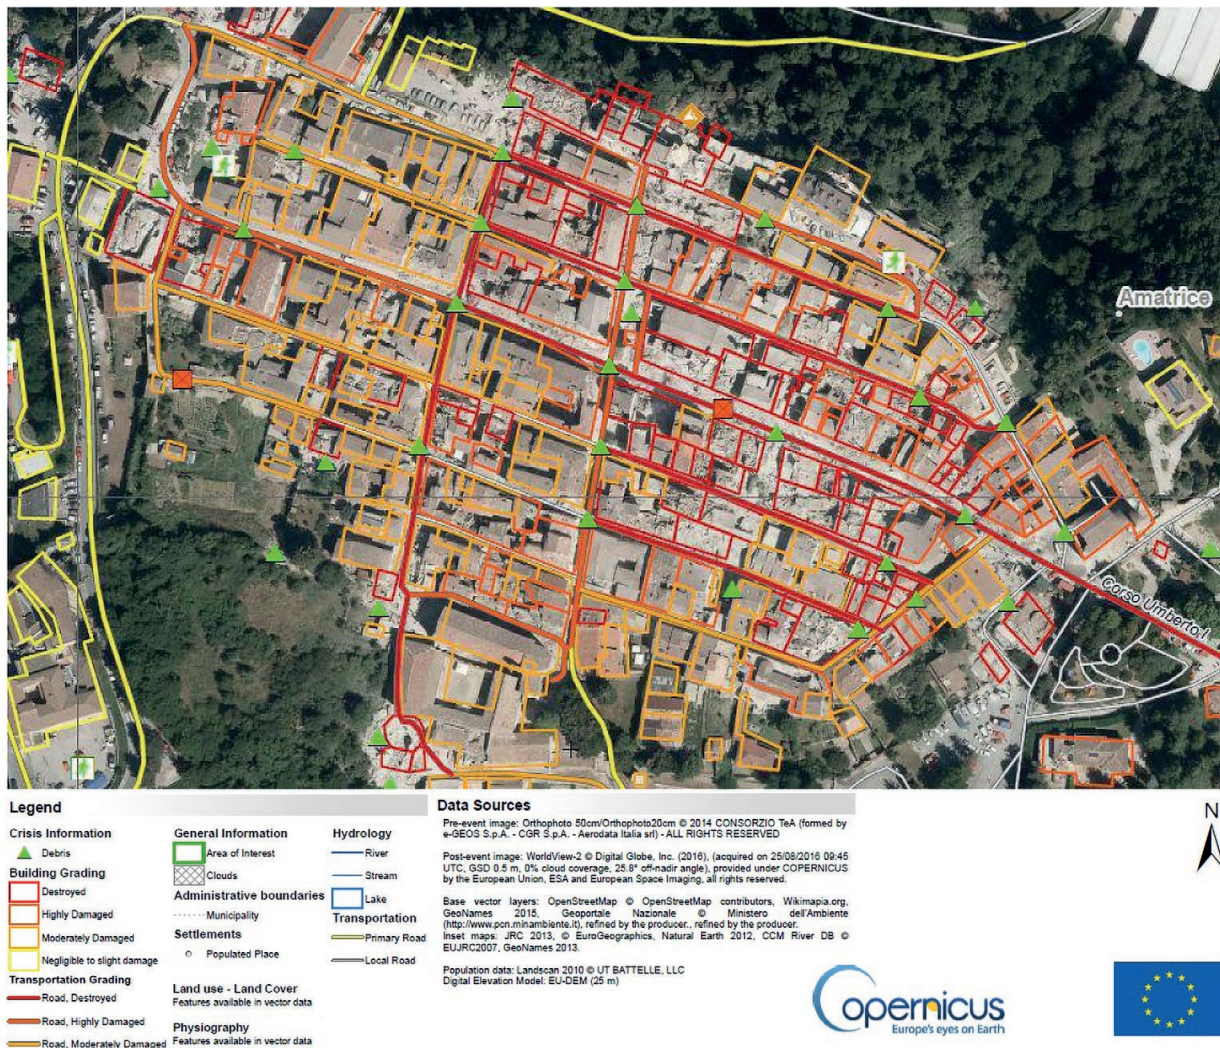 Amatrice
Corso Umberto I
Legend
Crisis Information
Debris
Building Grading
Destroyed
Highly Damaged
Moderately Damaged
Negligible to slight damage
Transportation Grading
Road, Destroyed
Road, Highly Damaged
Road, Moderately Damaged
General Information
Area of Interest
Clouds
Administrative boundaries
Municipality
Settlements
Populated Place
Land use - Land Cover
Features available in vector data
Physiography
Features available in vector data
Hydrology
River
Stream
Lake
Transportation
Primary Road
Local Road
Data Sources
Pre-event image: Orthophoto 50cm/Orthophoto20cm © 2014 CONSORZIO TeA (formed by
e-GEOS S.p.A. - CGR S.p.A. - Aerodata Italia srl) - ALL RIGHTS RESERVED
Post-event image: WorldView-2 © Digital Globe, Inc. (2016), (acquired on 25/08/2016 09:45
UTC, GSD 0.5 m, 0% cloud coverage, 25.8° off-nadir angle), provided under COPERNICUS
by the European Union, ESA and European Space Imaging, all rights reserved.
Base vector layers: OpenStreetMap © OpenStreetMap contributors, Wikimapia.org,
GeoNames 2015, Geoportale Nazionale © Ministero dell'Ambiente
(http://www.pcn.minambiente.it), refined by the producer., refined by the producer.
Inset maps: JRC 2013, © EuroGeographics, Natural Earth 2012, CCM River DB ©
EUJRC2007, GeoNames 2013.
Population data: Landscan 2010 © UT BATTELLE, LLC
Digital Elevation Model: EU-DEM (25 m)
opernicus
Europe's eyes on Earth
N